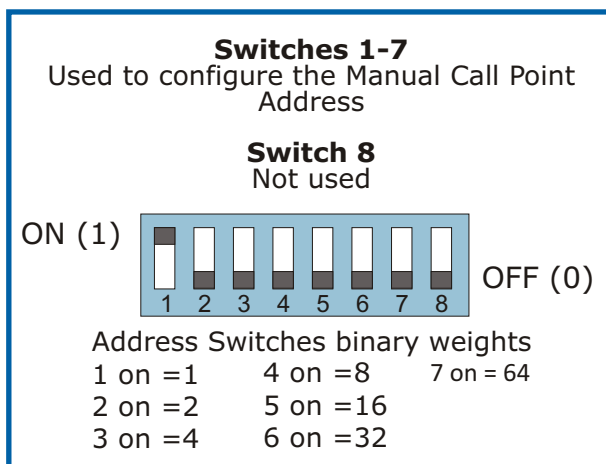 Switches 1-7
Used to configure the Manual Call Point
Address
Switch 8
Not used
ON (1)
OFF (0)
1 2 3 4 5 6 7 8
Address Switches binary weights
1 on =1 4 on =8 7 on = 64
2 on =2 5 on =16
3 on =4 6 on =32